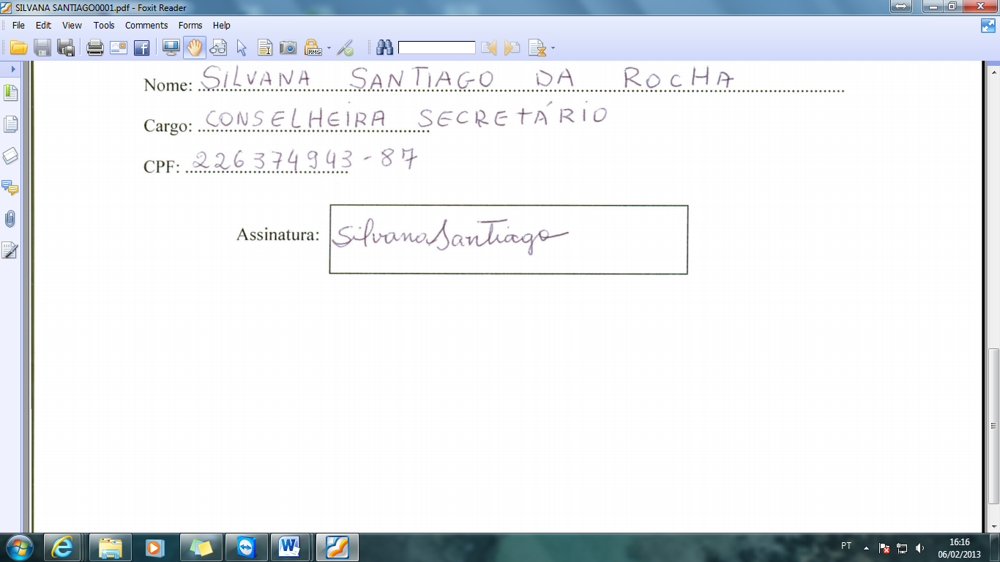 SILVANA SANTIAGO0001.pdf - Foxit Reader
File Edit View Tools Comments Forms Help
RMS
Nome: SILVANA SANTIAGO DA ROCHA
Cargo: CONSELHEIRA SECRETÁRIO
CPF: 226374943-87
Assinatura: Silvana Santiago
PT 16:16
06/02/2013